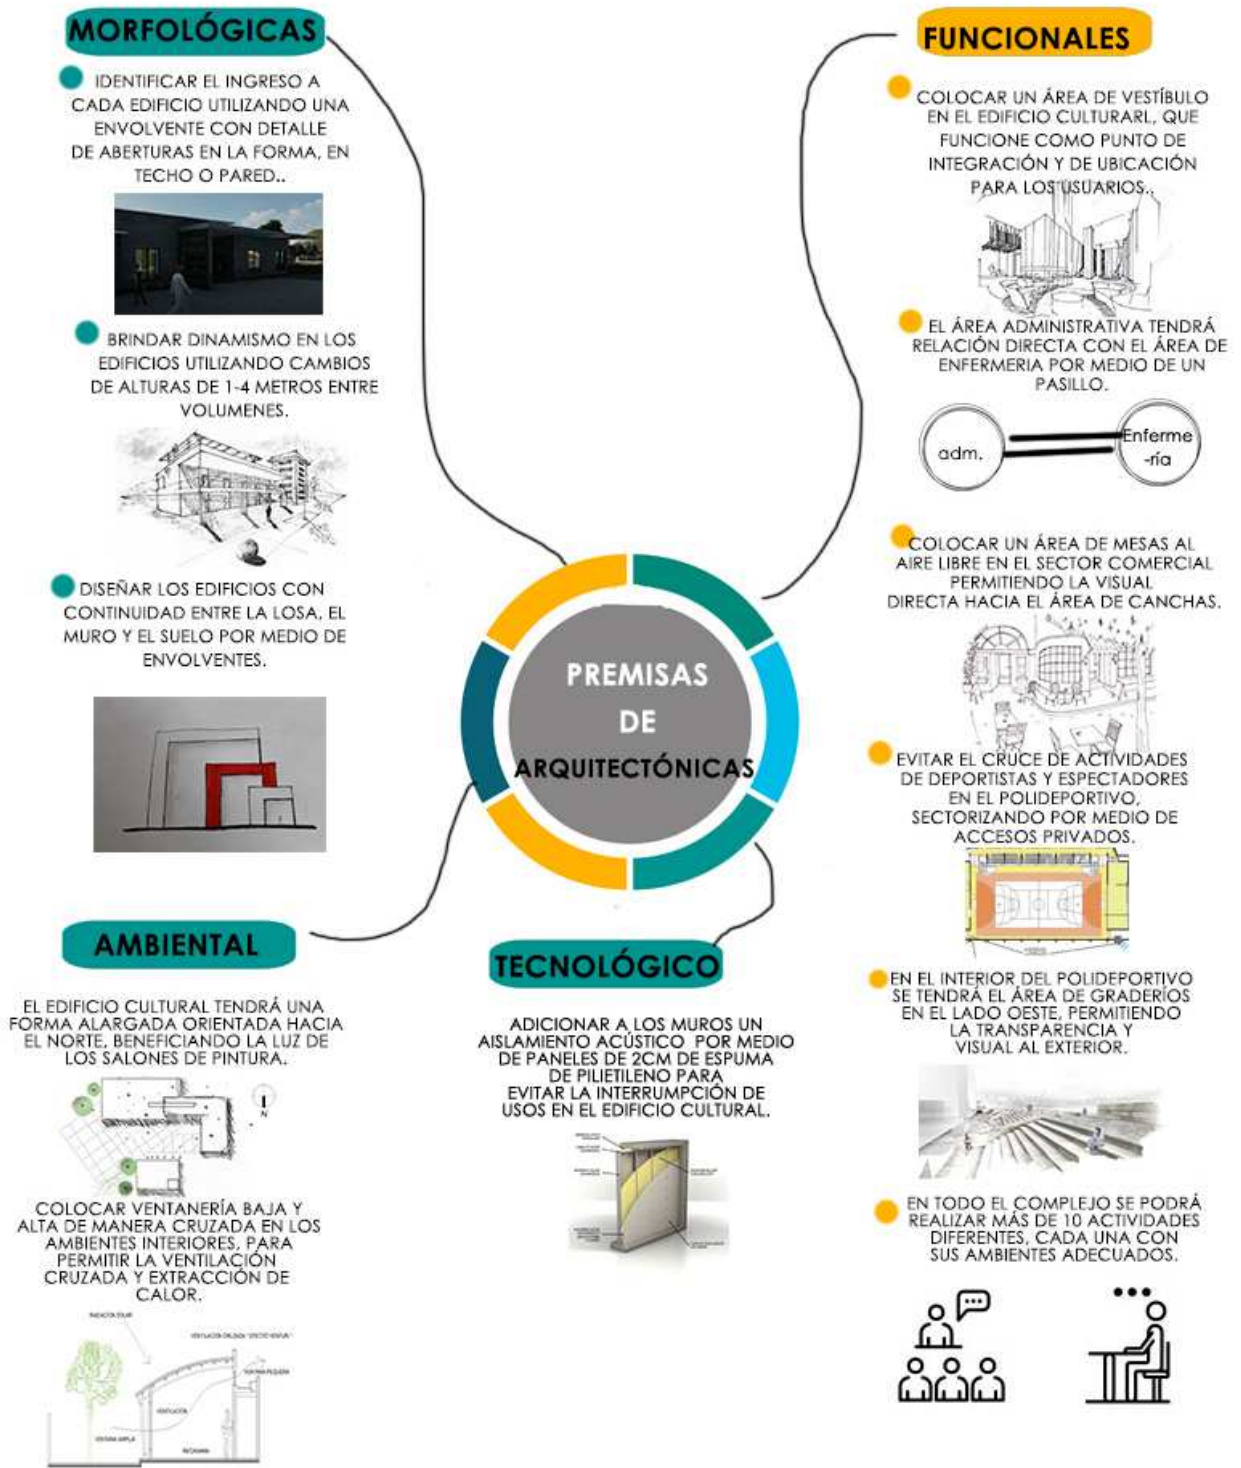 MORFOLÓGICAS
IDENTIFICAR EL INGRESO A
CADA EDIFICIO UTILIZANDO UNA
ENVOLVENTE CON DETALLE
DE ABERTURAS EN LA FORMA, EN
TECHO O PARED..
BRINDAR DINAMISMO EN LOS
EDIFICIOS UTILIZANDO CAMBIOS
DE ALTURAS DE 1-4 METROS ENTRE
VOLUMENES.
DISEÑAR LOS EDIFICIOS CON
CONTINUIDAD ENTRE LA LOSA, EL
MURO Y EL SUELO POR MEDIO DE
ENVOLVENTES.
FUNCIONALES
COLOCAR UN ÁREA DE VESTÍBULO
EN EL EDIFICIO CULTURARL, QUE
FUNCIONE COMO PUNTO DE
INTEGRACIÓN Y DE UBICACIÓN
PARA LOS USUARIOS..
EL ÁREA ADMINISTRATIVA TENDRÁ
RELACIÓN DIRECTA CON EL ÁREA DE
ENFERMERIA POR MEDIO DE UN
PASILLO.
adm.
Enferme
-ría
COLOCAR UN ÁREA DE MESAS AL
AIRE LIBRE EN EL SECTOR COMERCIAL
PERMITIENDO LA VISUAL
DIRECTA HACIA EL ÁREA DE CANCHAS.
EVITAR EL CRUCE DE ACTIVIDADES
DE DEPORTISTAS Y ESPECTADORES
EN EL POLIDEPORTIVO,
SECTORIZANDO POR MEDIO DE
ACCESOS PRIVADOS.
EN EL INTERIOR DEL POLIDEPORTIVO
SE TENDRÁ EL ÁREA DE GRADERÍOS
EN EL LADO OESTE, PERMITIENDO
LA TRANSPARENCIA Y
VISUAL AL EXTERIOR.
EN TODO EL COMPLEJO SE PODRÁ
REALIZAR MÁS DE 10 ACTIVIDADES
DIFERENTES, CADA UNA CON
SUS AMBIENTES ADECUADOS.
PREMISAS
DE
ARQUITECTÓNICAS
AMBIENTAL
EL EDIFICIO CULTURAL TENDRÁ UNA
FORMA ALARGADA ORIENTADA HACIA
EL NORTE, BENEFICIANDO LA LUZ DE
LOS SALONES DE PINTURA.
N
COLOCAR VENTANERÍA BAJA Y
ALTA DE MANERA CRUZADA EN LOS
AMBIENTES INTERIORES, PARA
PERMITIR LA VENTILACIÓN
CRUZADA Y EXTRACCIÓN DE
CALOR.
RADIACION SOLAR
VENTILACIÓN CRUZADA "EFECTO VENTURI"
VENTANA PEQUEÑA
VENTILACIÓN
VENTANA AMPLIA
TECNOLÓGICO
ADICIONAR A LOS MUROS UN
AISLAMIENTO ACÚSTICO POR MEDIO
DE PANELES DE 2CM DE ESPUMA
DE PILIETILENO PARA
EVITAR LA INTERRUMPCIÓN DE
USOS EN EL EDIFICIO CULTURAL.